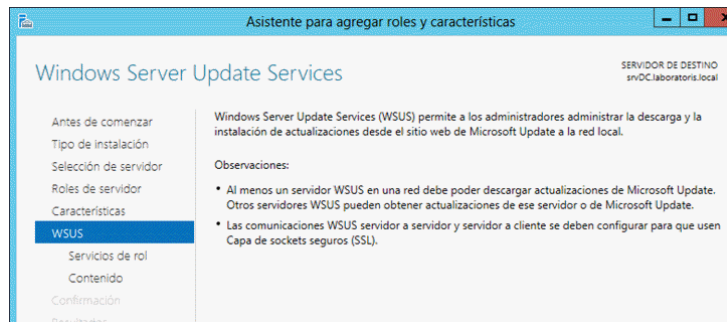 Asistente para agregar roles y características
Windows Server Update Services
SERVIDOR DE DESTINO
srvDC.laboratoris.local
Antes de comenzar
Tipo de instalación
Selección de servidor
Roles de servidor
Características
WSUS
Servicios de rol
Contenido
Confirmación
Resultados
Windows Server Update Services (WSUS) permite a los administradores administrar la descarga y la
instalación de actualizaciones desde el sitio web de Microsoft Update a la red local.
Observaciones:
• Al menos un servidor WSUS en una red debe poder descargar actualizaciones de Microsoft Update.
Otros servidores WSUS pueden obtener actualizaciones de ese servidor o de Microsoft Update.
• Las comunicaciones WSUS servidor a servidor y servidor a cliente se deben configurar para que usen
Capa de sockets seguros (SSL).